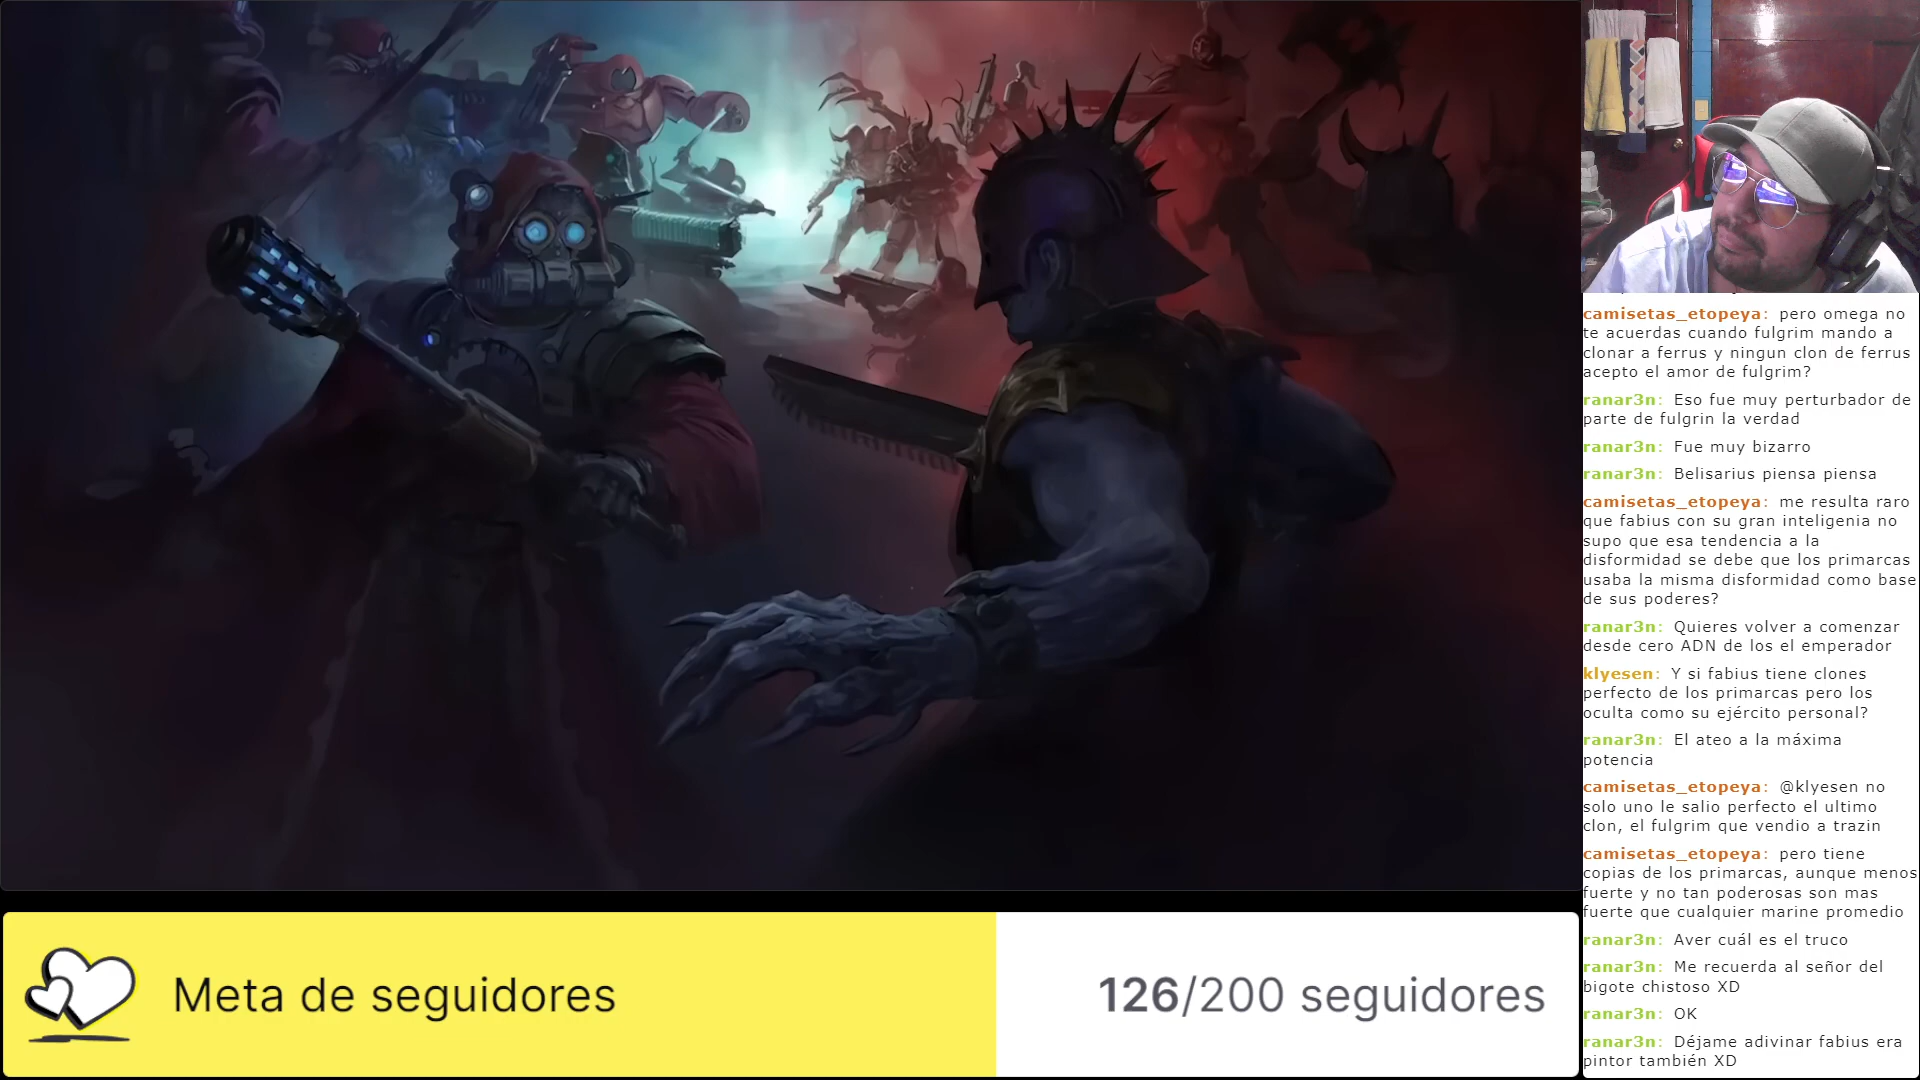 camisetas_etopeya: pero omega no
te acuerdas cuando fulgrim mando a
clonar a ferrus y ningun clon de ferrus
acepto el amor de fulgrim?
ranar3n: Eso fue muy perturbador de
parte de fulgrin la verdad
ranar3n: Fue muy bizarro
ranar3n: Belisarius piensa piensa
camisetas_etopeya: me resulta raro
que fabius con su gran inteligenia no
supo que esa tendencia a la
disformidad se debe que los primarcas
usaba la misma disformidad como base
de sus poderes?
ranar3n: Quieres volver a comenzar
desde cero ADN de los el emperador
klyesen: Y si fabius tiene clones
perfecto de los primarcas pero los
oculta como su ejército personal?
ranar3n: El ateo a la máxima
potencia
camisetas_etopeya: @klyesen no
solo uno le salio perfecto el ultimo
clon, el fulgrim que vendio a trazin
camisetas_etopeya: pero tiene
copias de los primarcas, aunque menos
fuerte y no tan poderosas son mas
fuerte que cualquier marine promedio
ranar3n: Aver cuál es el truco
ranar3n: Me recuerda al señor del
bigote chistoso XD
ranar3n: OK
ranar3n: Déjame adivinar fabius era
pintor también XD
Meta de seguidores
126/200 seguidores